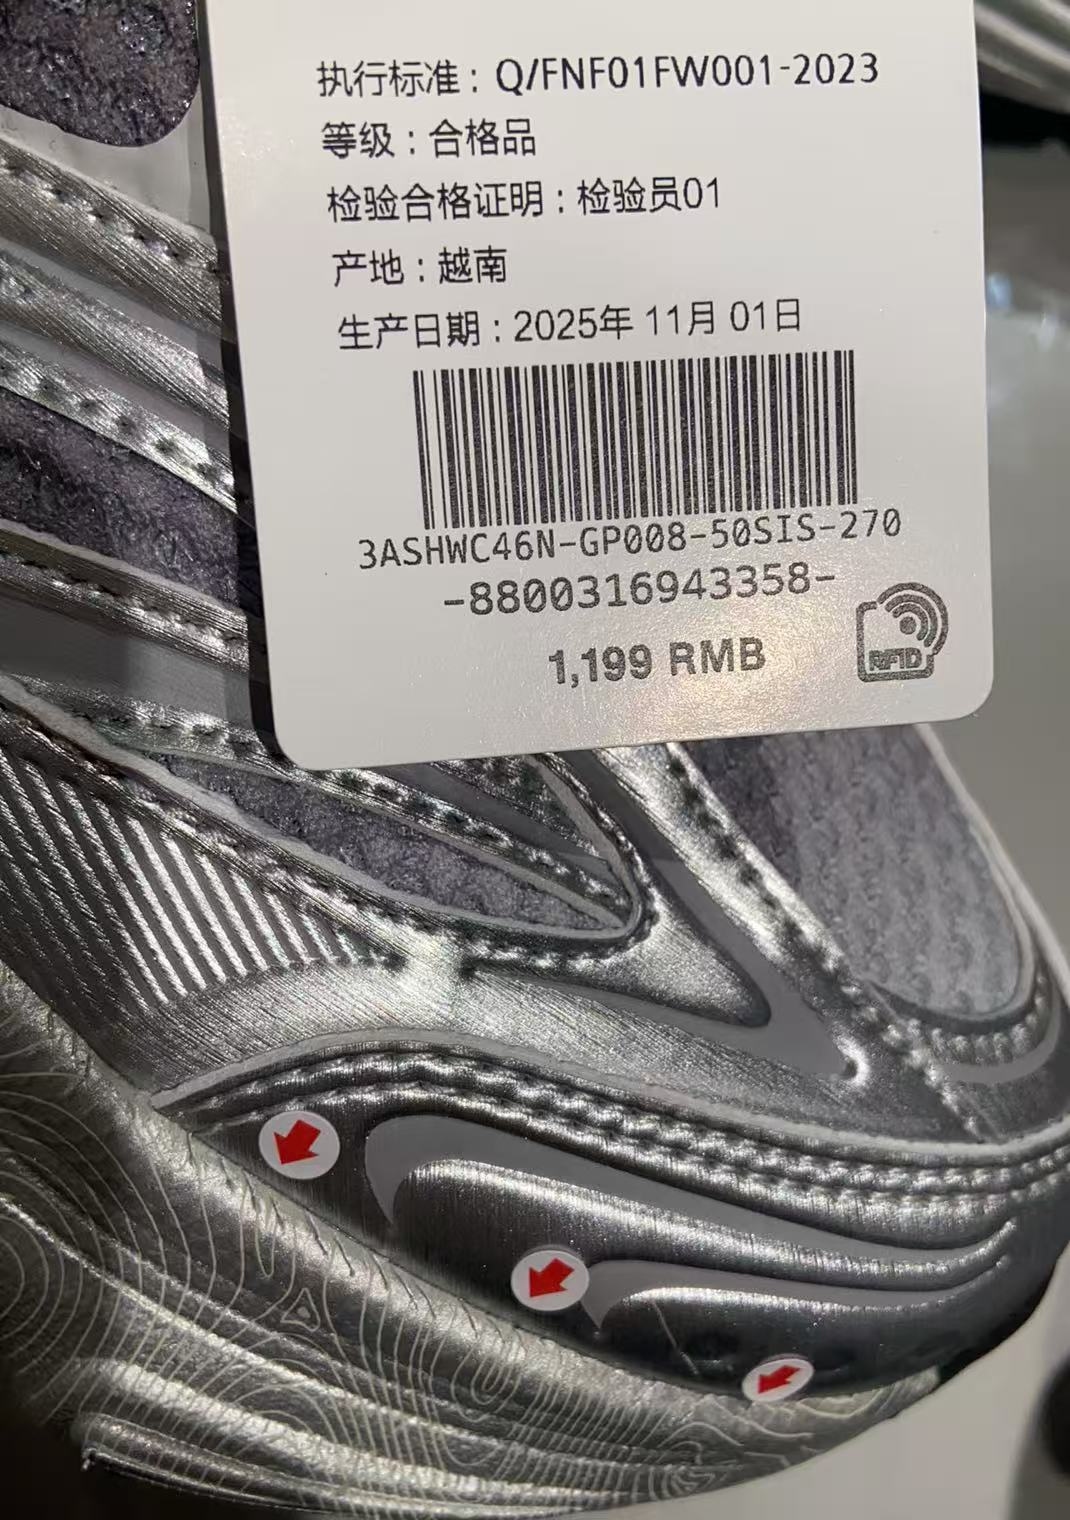 执行标准：Q/FNF01FW001-2023
等级：合格品
检验合格证明：检验员01
产地：越南
生产日期：2025年 11月 01日
3ASHWC46N-GP008-50SIS-270
-8800316943358-
1,199 RMB
RFID